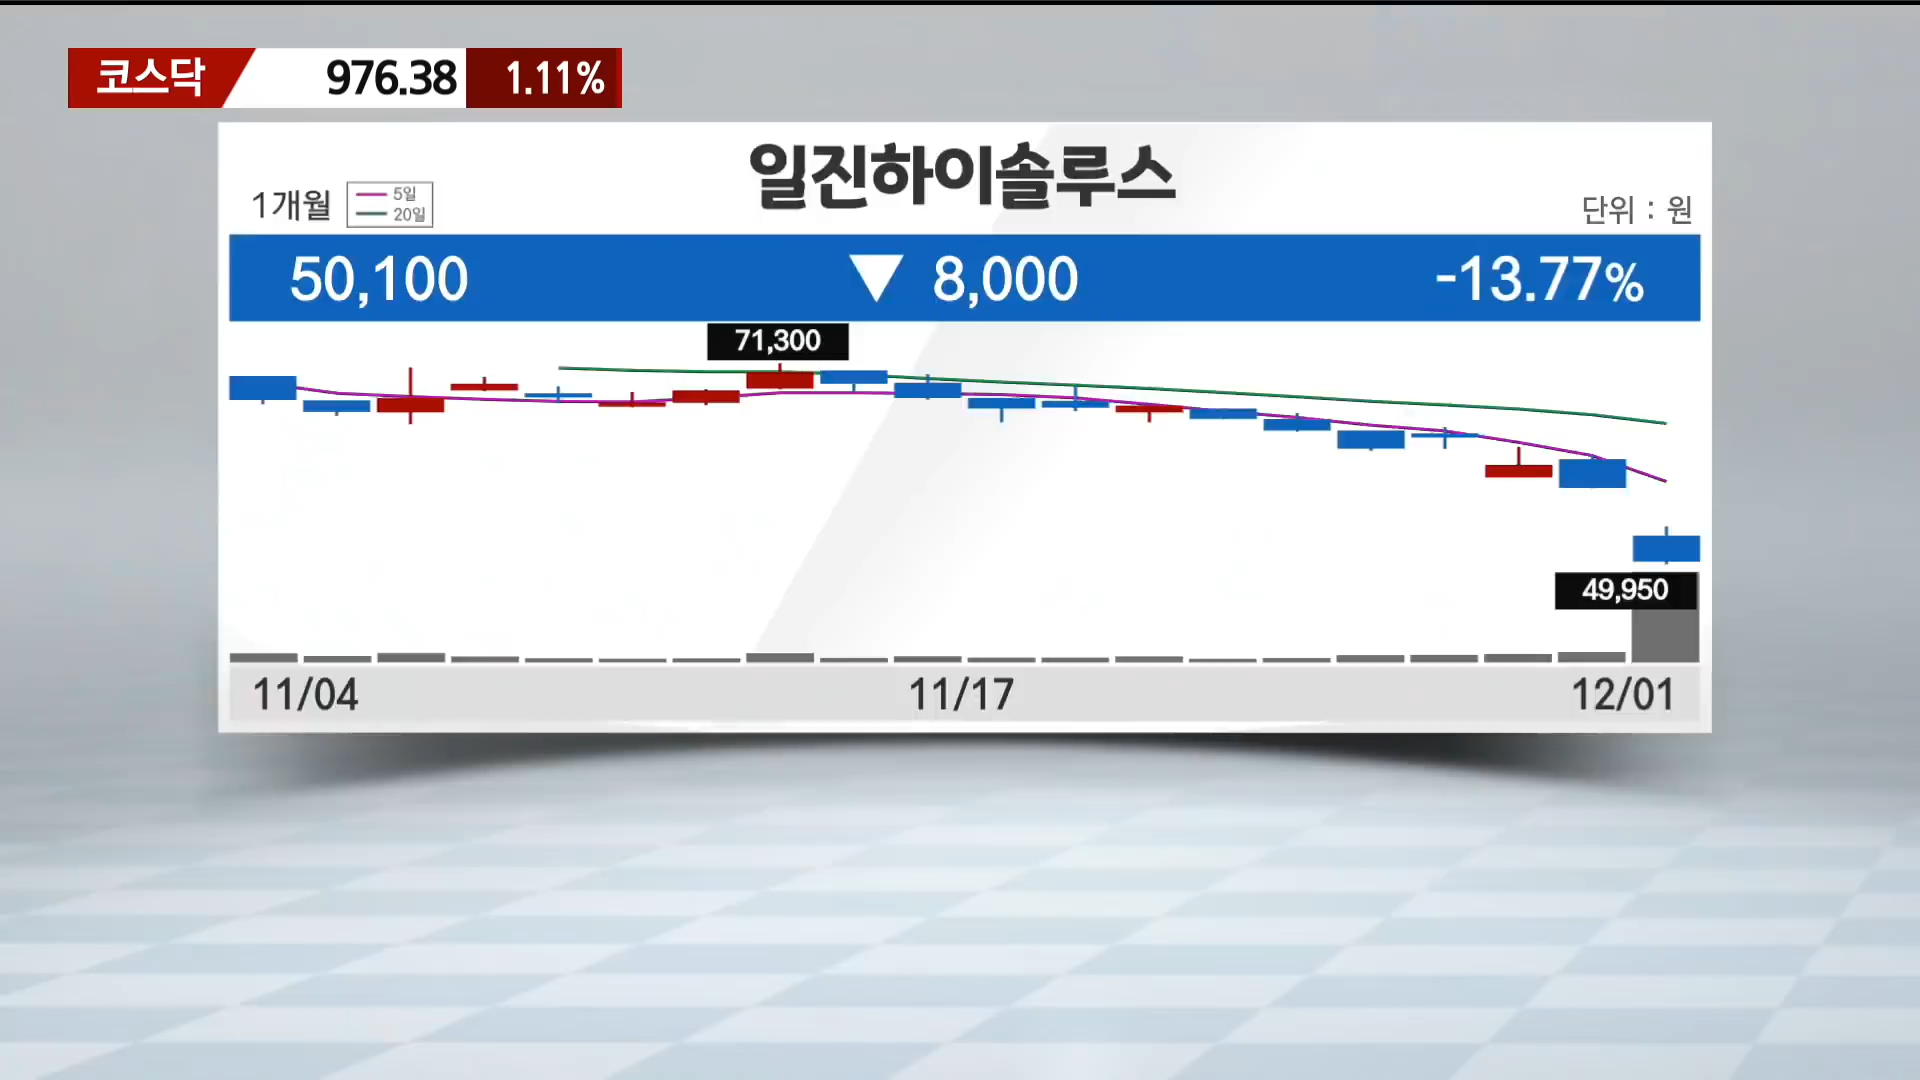 코스닥 976.38 1.11%
일진하이솔루스
1개월 5일
20일
단위 : 원
50,100 ▼ 8,000 -13.77%
71,300
49,950
11/04 11/17 12/01